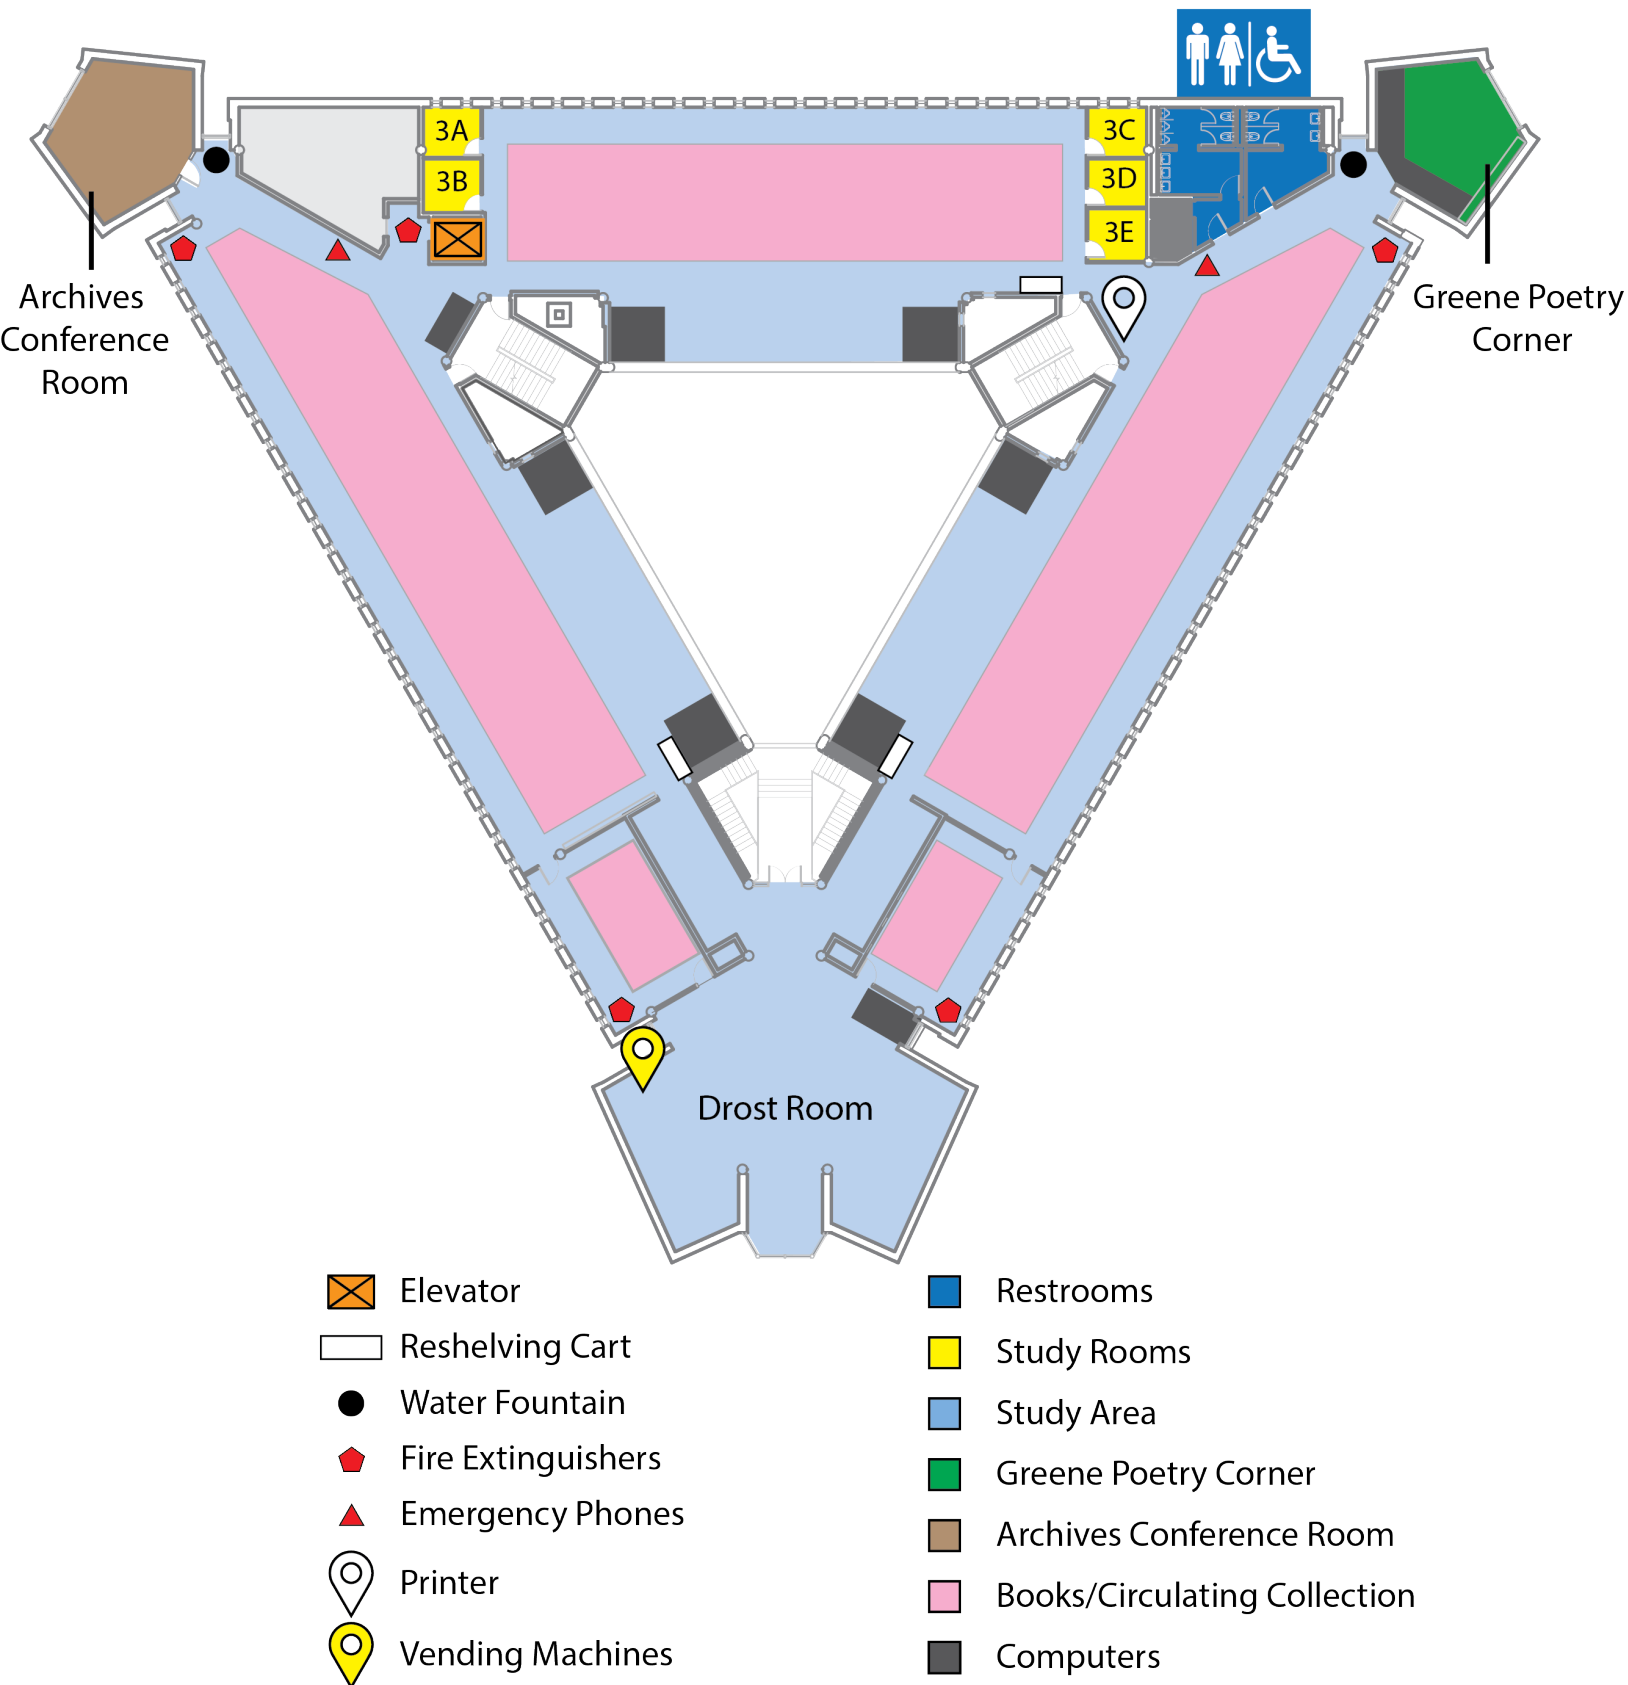 3A
3B
3C
3D
3E
Archives
Conference
Room
Greene Poetry
Corner
Drost Room
Elevator
Reshelving Cart
Water Fountain
Fire Extinguishers
Emergency Phones
Printer
Vending Machines
Restrooms
Study Rooms
Study Area
Greene Poetry Corner
Archives Conference Room
Books/Circulating Collection
Computers